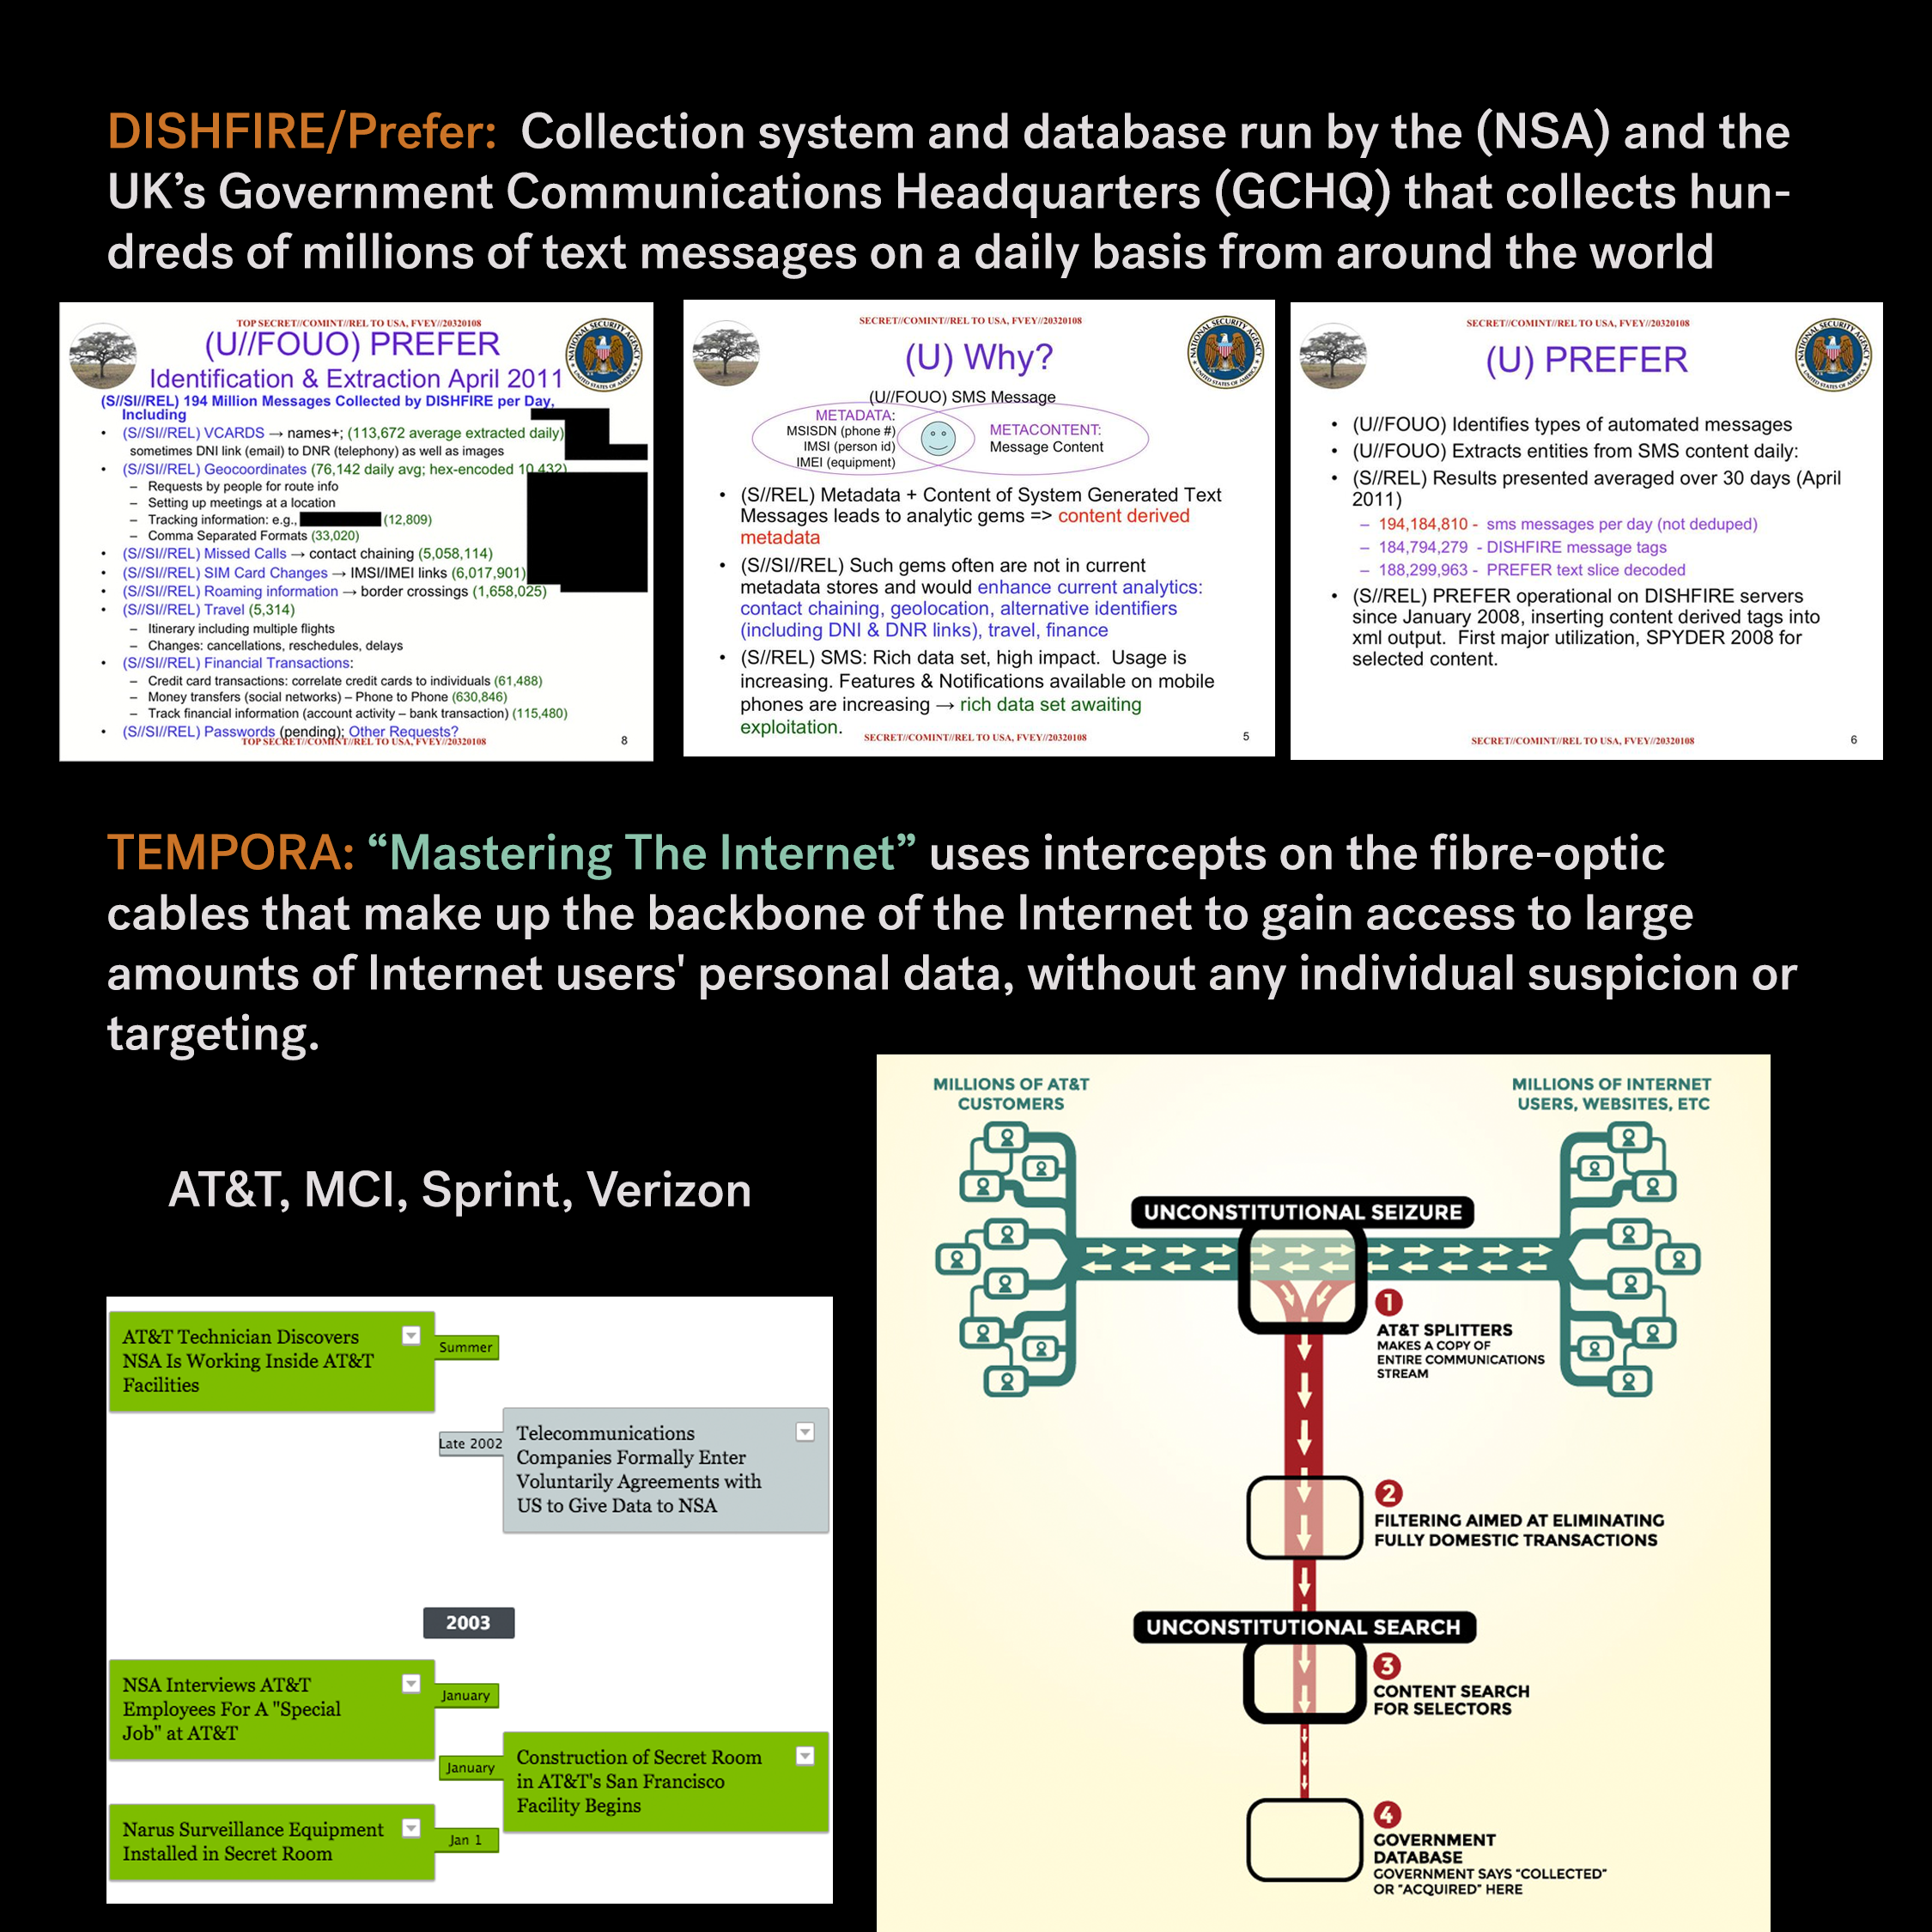 DISHFIRE/Prefer: Collection system and database run by the (NSA) and the
UK’s Government Communications Headquarters (GCHQ) that collects hun-
dreds of millions of text messages on a daily basis from around the world
TOP SECRET//COMINT//REL TO USA, FVEY//20320108
(U//FOUO) PREFER
Identification & Extraction April 2011
(S//SI//REL) 194 Million Messages Collected by DISHFIRE per Day,
Including
• (S//SI//REL) VCARDS → names+; (113,672 average extracted daily)
sometimes DNI link (email) to DNR (telephony) as well as images
• (S//SI//REL) Geocoordinates (76,142 daily avg; hex-encoded 10,432)
– Requests by people for route info
– Setting up meetings at a location
– Tracking information: e.g., (12,809)
– Comma Separated Formats (33,020)
• (S//SI//REL) Missed Calls → contact chaining (5,058,114)
• (S//SI//REL) SIM Card Changes → IMSI/IMEI links (6,017,901)
• (S//SI//REL) Roaming information → border crossings (1,658,025)
• (S//SI//REL) Travel (5,314)
– Itinerary including multiple flights
– Changes: cancellations, reschedules, delays
• (S//SI//REL) Financial Transactions:
– Credit card transactions: correlate credit cards to individuals (61,488)
– Money transfers (social networks) – Phone to Phone (630,846)
– Track financial information (account activity – bank transaction) (115,480)
• (S//SI//REL) Passwords (pending); Other Requests?
TOP SECRET//COMINT//REL TO USA, FVEY//20320108
8
NATIONAL SECURITY AGENCY
UNITED STATES OF AMERICA
SECRET//COMINT//REL TO USA, FVEY//20320108
(U) Why?
(U//FOUO) SMS Message
METADATA:
MSISDN (phone #)
IMSI (person id)
IMEI (equipment)
METACONTENT:
Message Content
• (S//REL) Metadata + Content of System Generated Text
Messages leads to analytic gems => content derived
metadata
• (S//SI//REL) Such gems often are not in current
metadata stores and would enhance current analytics:
contact chaining, geolocation, alternative identifiers
(including DNI & DNR links), travel, finance
• (S//REL) SMS: Rich data set, high impact. Usage is
increasing. Features & Notifications available on mobile
phones are increasing → rich data set awaiting
exploitation.
SECRET//COMINT//REL TO USA, FVEY//20320108
5
NATIONAL SECURITY AGENCY
UNITED STATES OF AMERICA
SECRET//COMINT//REL TO USA, FVEY//20320108
(U) PREFER
• (U//FOUO) Identifies types of automated messages
• (U//FOUO) Extracts entities from SMS content daily:
• (S//REL) Results presented averaged over 30 days (April
2011)
– 194,184,810 - sms messages per day (not deduped)
– 184,794,279 - DISHFIRE message tags
– 188,299,963 - PREFER text slice decoded
• (S//REL) PREFER operational on DISHFIRE servers
since January 2008, inserting content derived tags into
xml output. First major utilization, SPYDER 2008 for
selected content.
SECRET//COMINT//REL TO USA, FVEY//20320108
6
NATIONAL SECURITY AGENCY
UNITED STATES OF AMERICA
TEMPORA: “Mastering The Internet” uses intercepts on the fibre-optic
cables that make up the backbone of the Internet to gain access to large
amounts of Internet users' personal data, without any individual suspicion or
targeting.
AT&T, MCI, Sprint, Verizon
AT&T Technician Discovers
NSA Is Working Inside AT&T
Facilities
Summer
Late 2002
Telecommunications
Companies Formally Enter
Voluntarily Agreements with
US to Give Data to NSA
2003
NSA Interviews AT&T
Employees For A "Special
Job" at AT&T
January
January
Construction of Secret Room
in AT&T's San Francisco
Facility Begins
Narus Surveillance Equipment
Installed in Secret Room
Jan 1
MILLIONS OF AT&T
CUSTOMERS
MILLIONS OF INTERNET
USERS, WEBSITES, ETC
UNCONSTITUTIONAL SEIZURE
1
AT&T SPLITTERS
MAKES A COPY OF
ENTIRE COMMUNICATIONS
STREAM
2
FILTERING AIMED AT ELIMINATING
FULLY DOMESTIC TRANSACTIONS
UNCONSTITUTIONAL SEARCH
3
CONTENT SEARCH
FOR SELECTORS
4
GOVERNMENT
DATABASE
GOVERNMENT SAYS “COLLECTED”
OR “ACQUIRED” HERE